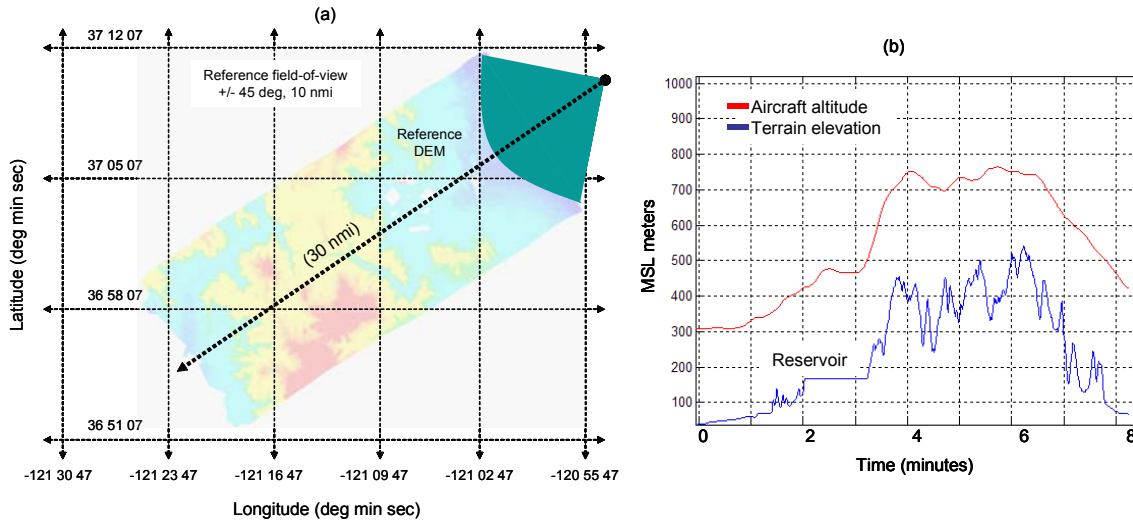 (a)
37 12 07
Reference field-of-view
+/- 45 deg, 10 nmi
Reference
DEM
37 05 07
(30 nmi)
36 58 07
36 51 07
Latitude (deg min sec)
-121 30 47
-121 23 47
-121 16 47
-121 09 47
-121 02 47
-120 55 47
Longitude (deg min sec)
(b)
1000
900
800
700
600
500
400
300
200
100
MSL meters
Aircraft altitude
Terrain elevation
Reservoir
0
2
4
6
8
Time (minutes)